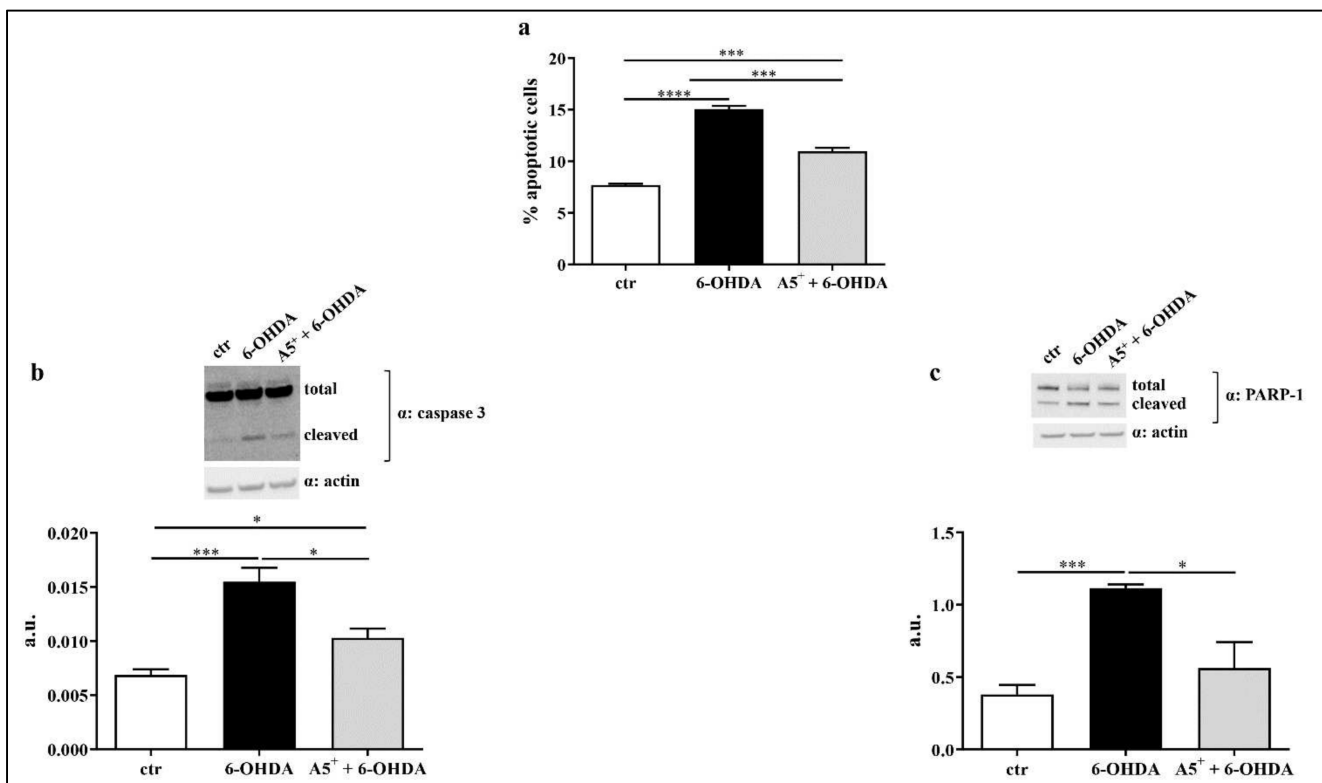 a
***
***
****
20
15
10
5
0
% apoptotic cells
ctr 6-OHDA A5⁺ + 6-OHDA
b
ctr 6-OHDA A5⁺ + 6-OHDA
total
cleaved
α: caspase 3
α: actin
*
*** *
0.020
0.015
0.010
0.005
0.000
a.u.
ctr 6-OHDA A5⁺ + 6-OHDA
c
ctr 6-OHDA A5⁺ + 6-OHDA
total
cleaved
α: PARP-1
α: actin
*** *
1.5
1.0
0.5
0.0
a.u.
ctr 6-OHDA A5⁺ + 6-OHDA